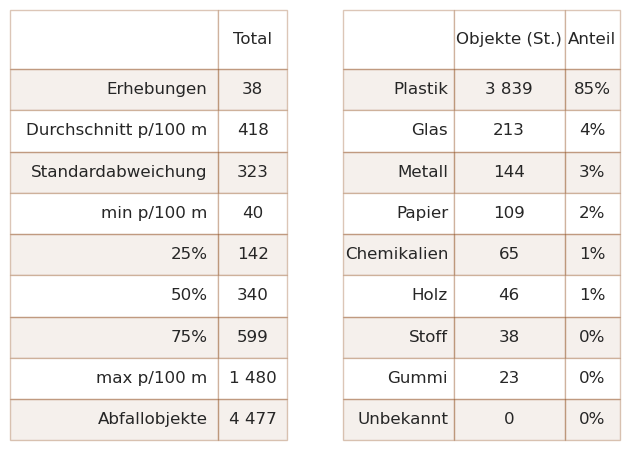 Total
Erhebungen 38
Durchschnitt p/100 m 418
Standardabweichung 323
min p/100 m 40
25% 142
50% 340
75% 599
max p/100 m 1 480
Abfallobjekte 4 477
Objekte (St.) Anteil
Plastik 3 839 85%
Glas 213 4%
Metall 144 3%
Papier 109 2%
Chemikalien 65 1%
Holz 46 1%
Stoff 38 0%
Gummi 23 0%
Unbekannt 0 0%